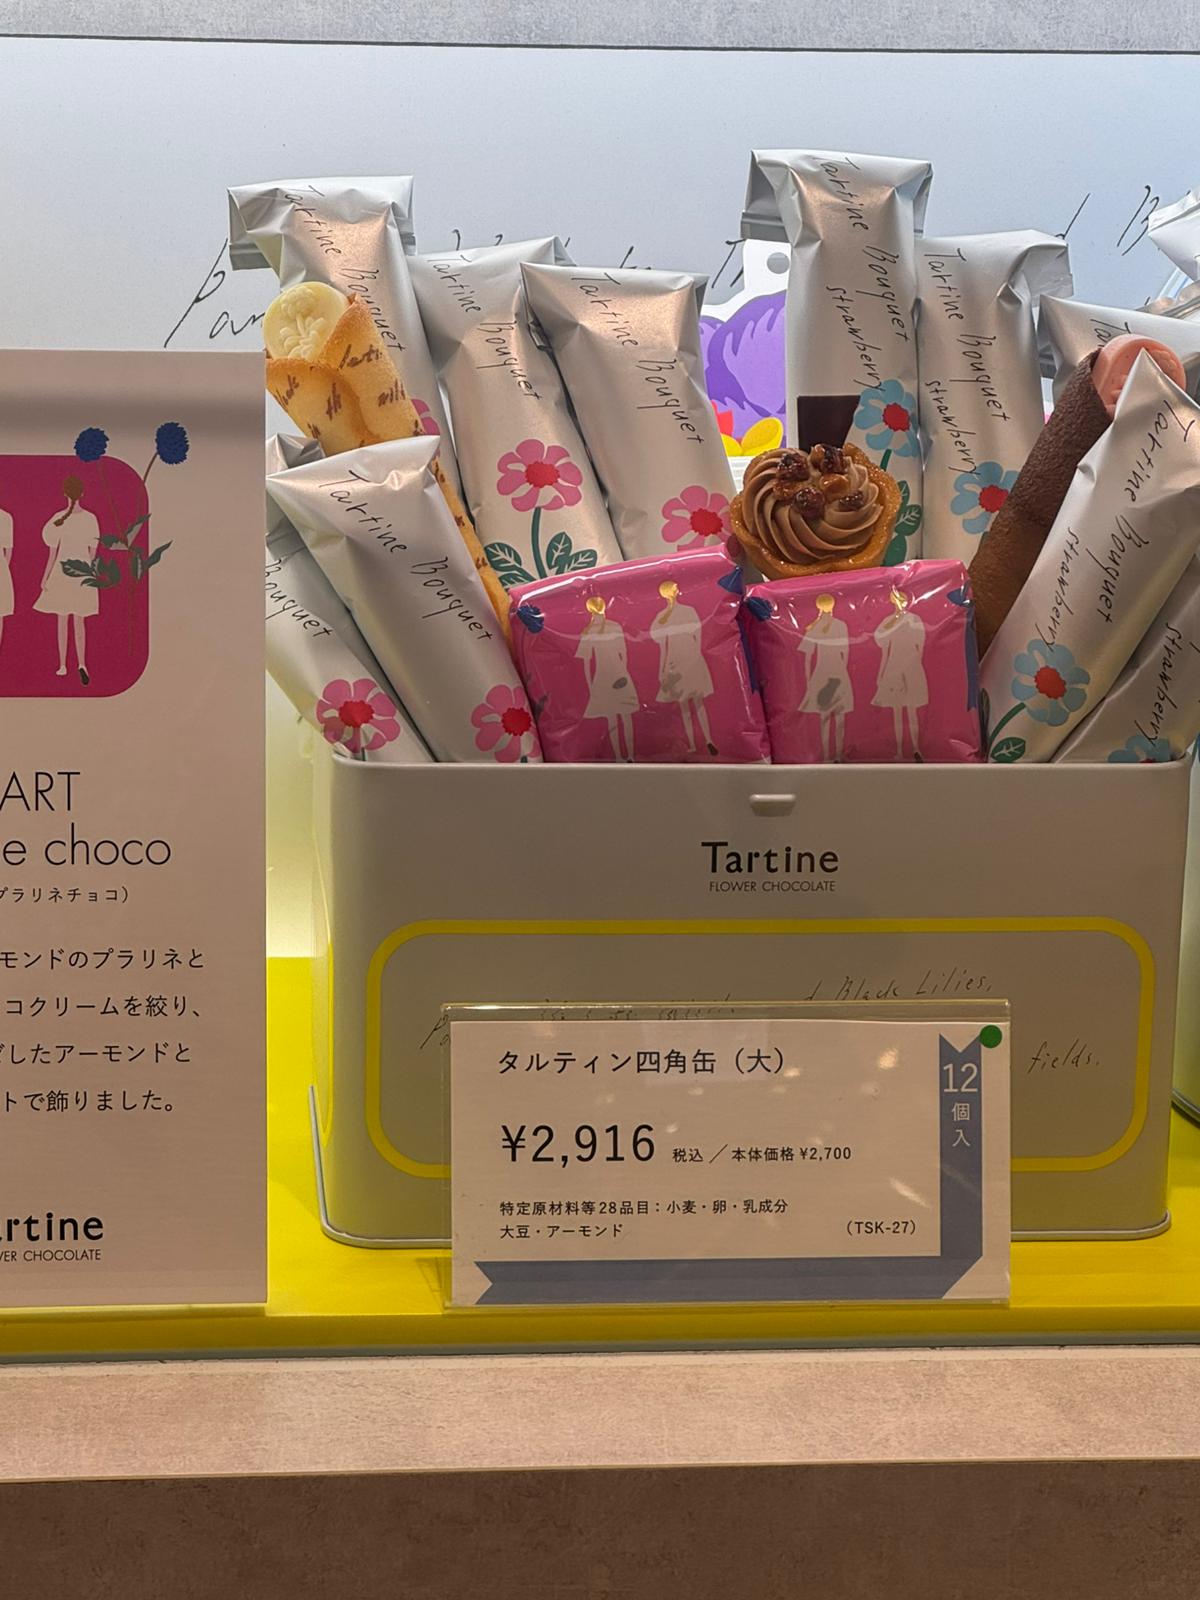 Tartine Bouquet
Tartine Bouquet
Tartine Bouquet
Tartine Bouquet
Bouquet
Tartine Bouquet
strawberry
Tartine Bouquet
strawberry
Tartine Bouquet
strawberry
strawberry
ART
e choco
プラリネチョコ）
モンドのプラリネと
コクリームを絞り、
したアーモンドと
トで飾りました。
artine
WER CHOCOLATE
Tartine
FLOWER CHOCOLATE
Black Lilies,
fields.
タルティン四角缶（大）
12個入
¥2,916 税込／本体価格¥2,700
特定原材料等28品目：小麦・卵・乳成分
大豆・アーモンド （TSK-27）